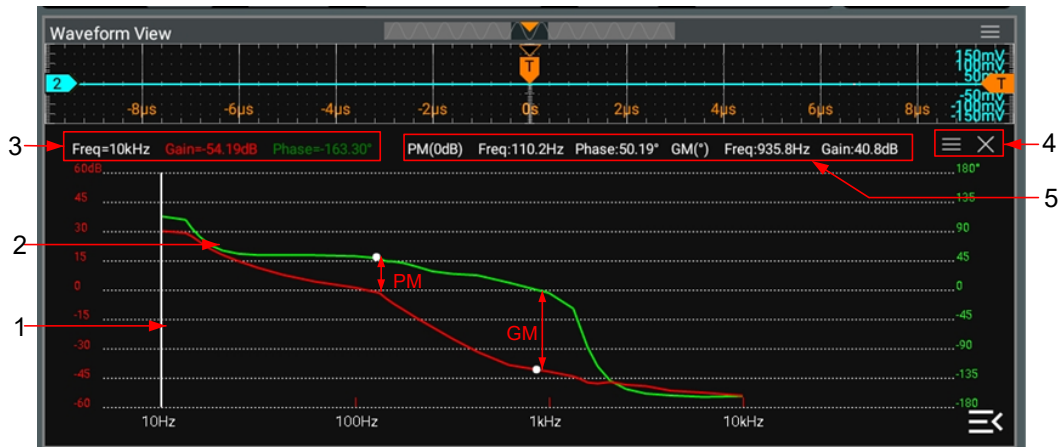 Waveform View
150mV
100mV
50mV
2
T
T
-8µs -6µs -4µs -2µs 0s 2µs 4µs 6µs 8µs
-50mV
-100mV
-150mV
3
Freq=10kHz Gain=-54.19dB Phase=-163.30°
PM(0dB) Freq:110.2Hz Phase:50.19° GM(°) Freq:935.8Hz Gain:40.8dB
4
60dB 180°
5
45 135
30 90
2
15 45
PM
0 0
-15 -45
1
GM
-30 -90
-45 -135
-60 -180
10Hz 100Hz 1kHz 10kHz